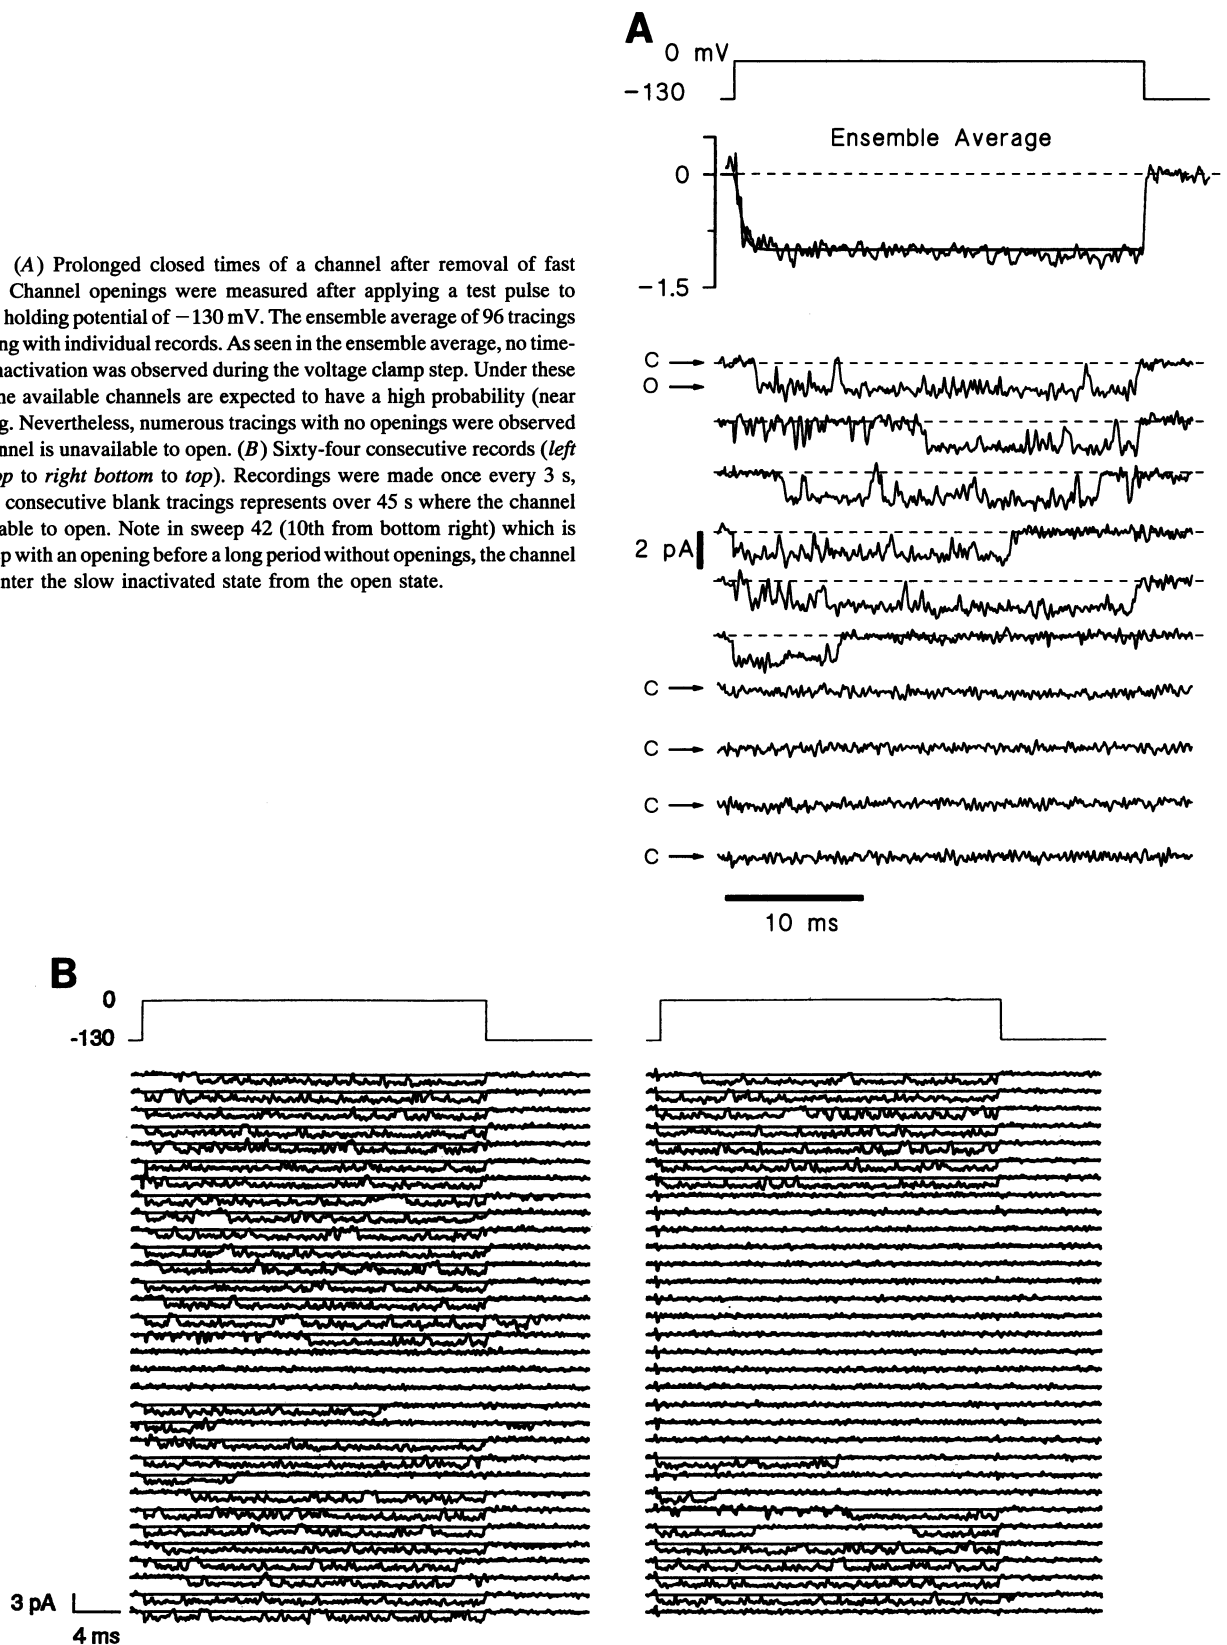 A
0 mV
−130
Ensemble Average
0
−1.5
(A) Prolonged closed times of a channel after removal of fast
Channel openings were measured after applying a test pulse to
holding potential of −130 mV. The ensemble average of 96 tracings
ng with individual records. As seen in the ensemble average, no time-
nactivation was observed during the voltage clamp step. Under these
he available channels are expected to have a high probability (near
g. Nevertheless, numerous tracings with no openings were observed
nnel is unavailable to open. (B) Sixty-four consecutive records (left
op to right bottom to top). Recordings were made once every 3 s,
consecutive blank tracings represents over 45 s where the channel
able to open. Note in sweep 42 (10th from bottom right) which is
p with an opening before a long period without openings, the channel
nter the slow inactivated state from the open state.
C
O
2 pA
C
C
C
C
10 ms
B
0
-130
3 pA
4 ms